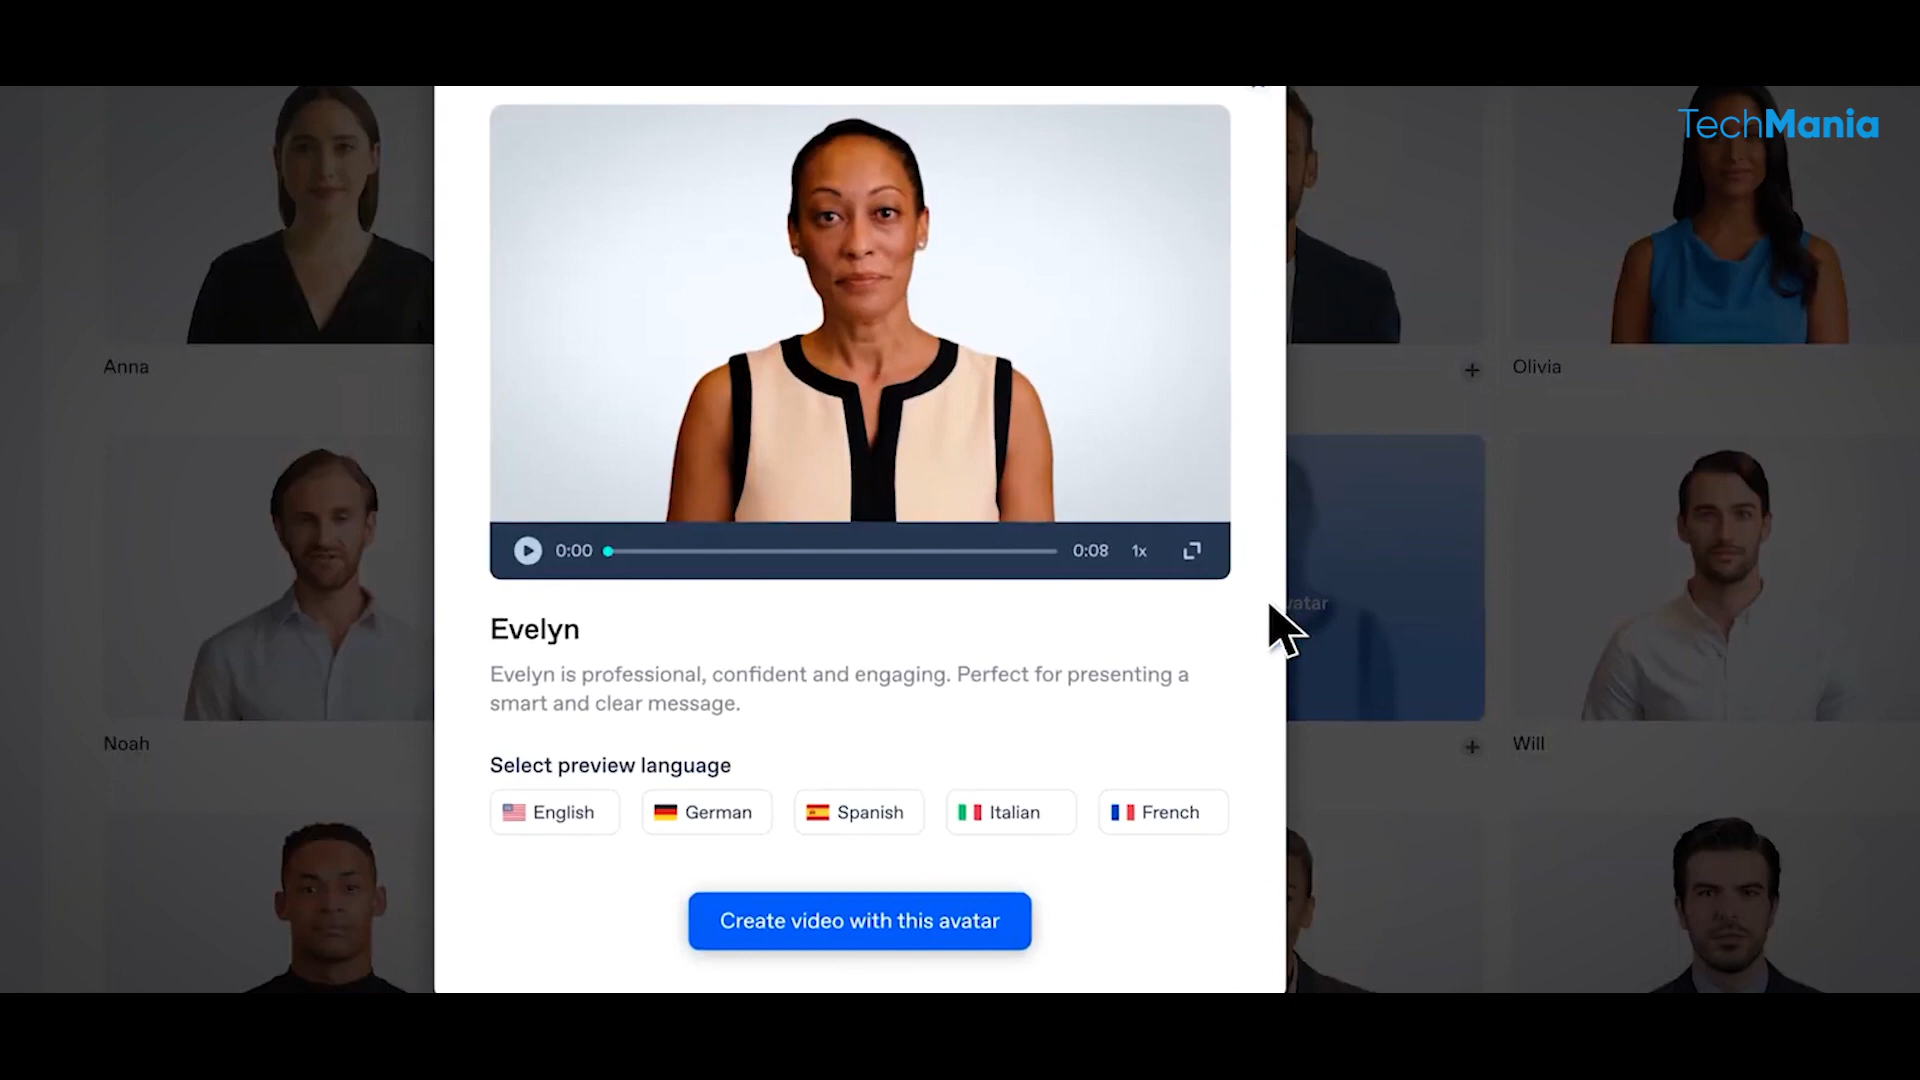 TechMania
Anna
Olivia
0:00
0:08
1x
vatar
Evelyn
Evelyn is professional, confident and engaging. Perfect for presenting a
smart and clear message.
Noah
Will
Select preview language
English
German
Spanish
Italian
French
Create video with this avatar